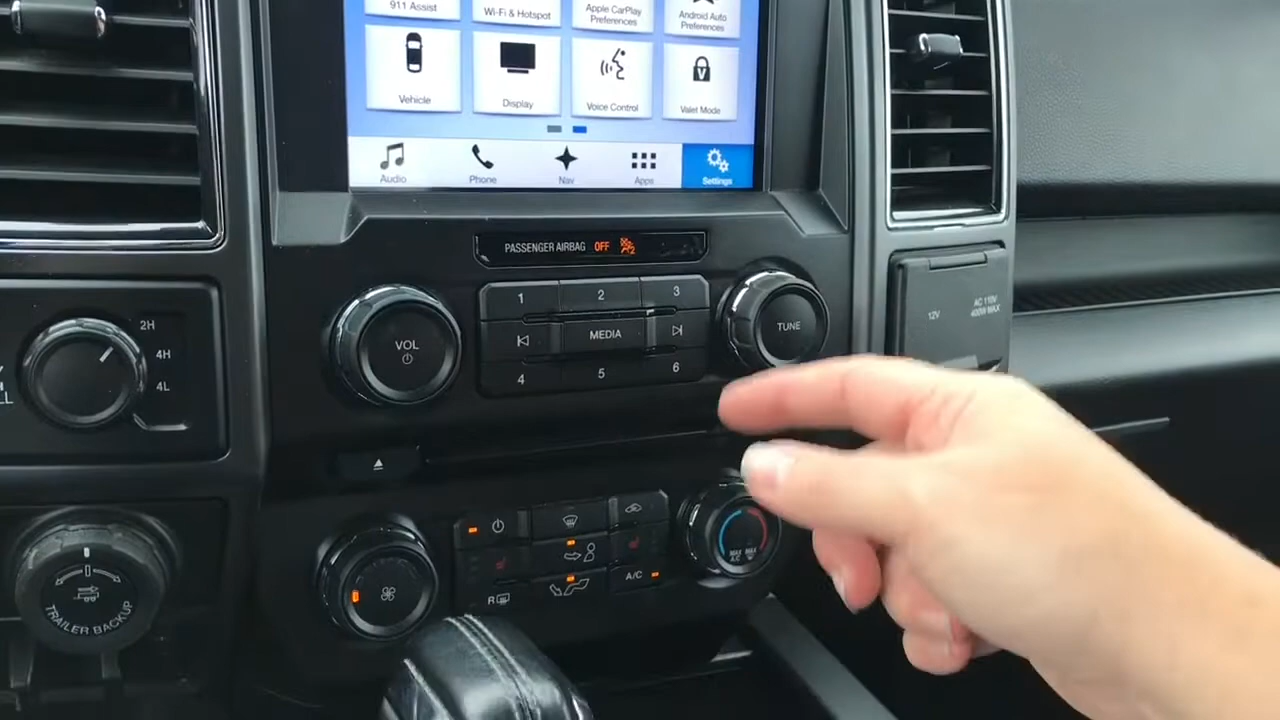 911 Assist
Wi-Fi & Hotspot
Apple CarPlay
Preferences
Android Auto
Preferences
Vehicle
Display
Voice Control
V
Valet Mode
Audio
Phone
Nav
Apps
Settings
PASSENGER AIRBAG OFF
2
1
2
3
MEDIA
4
5
6
VOL
TUNE
2H
4H
4L
12V
AC 110V
400W MAX
A/C
R
MAX
A/C
MAX
TRAILER BACKUP